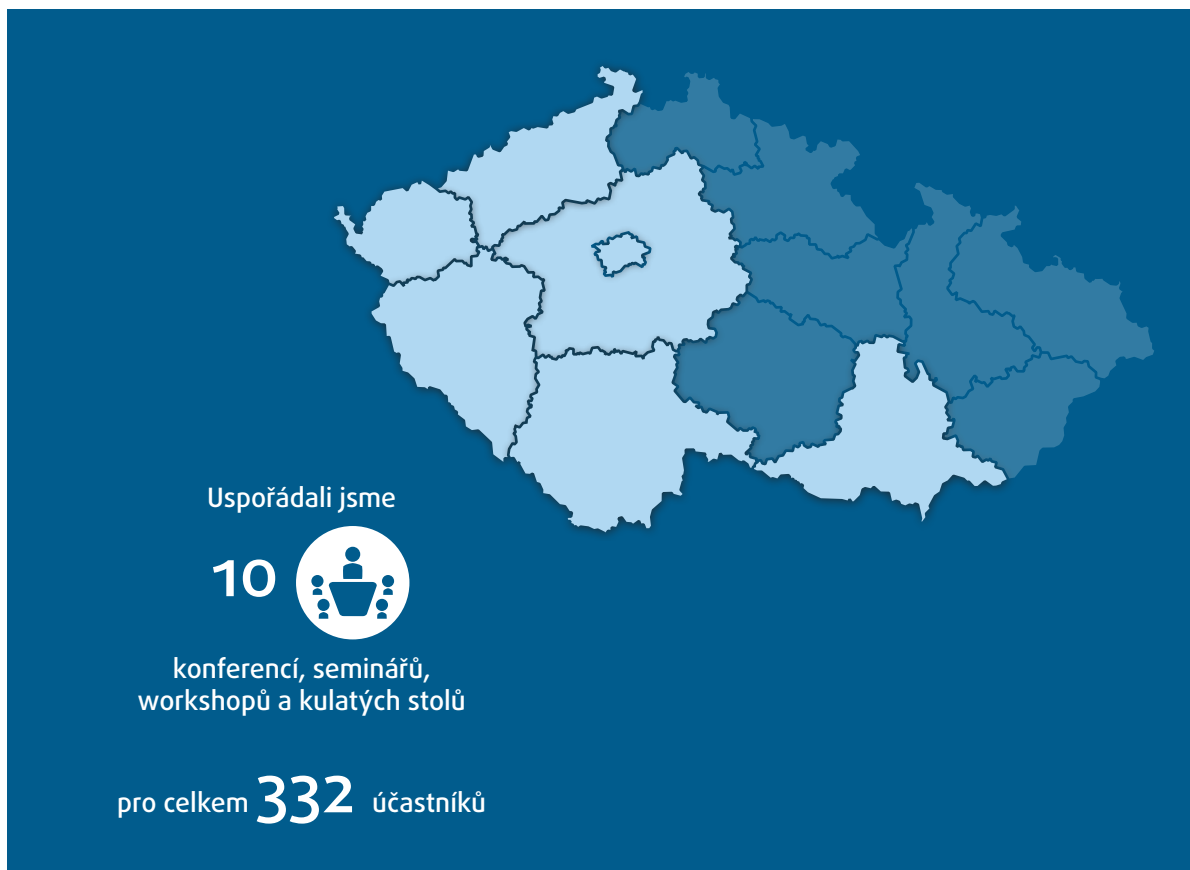 Uspořádali jsme
10
konferencí, seminářů,
workshopů a kulatých stolů
pro celkem 332 účastníků